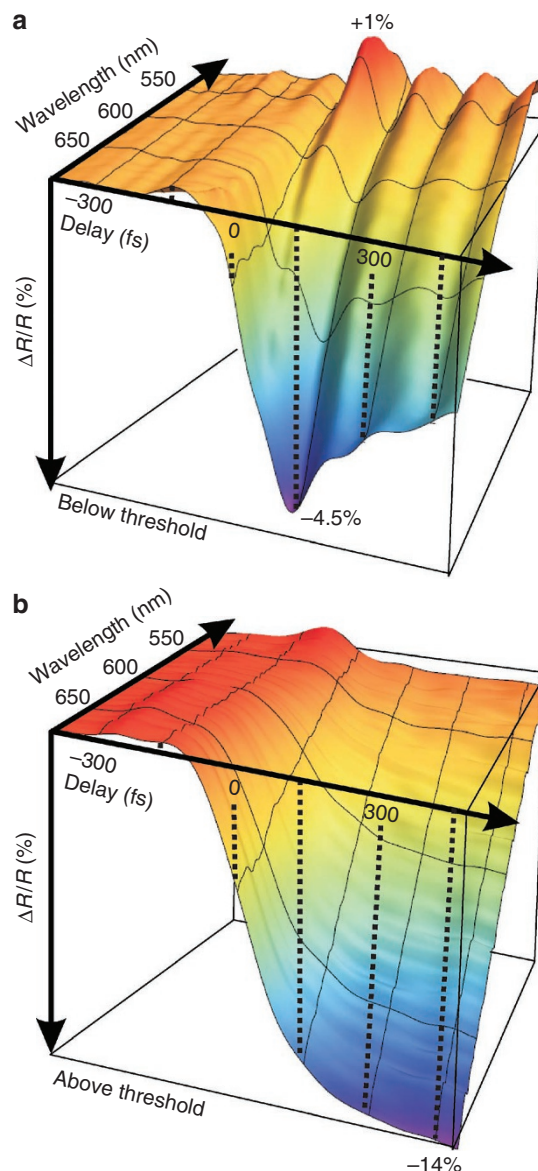 a
+1%
Wavelength (nm)
550
600
650
−300
Delay (fs)
0
300
ΔR/R (%)
−4.5%
Below threshold
b
Wavelength (nm)
550
600
650
−300
Delay (fs)
0
300
ΔR/R (%)
Above threshold
−14%